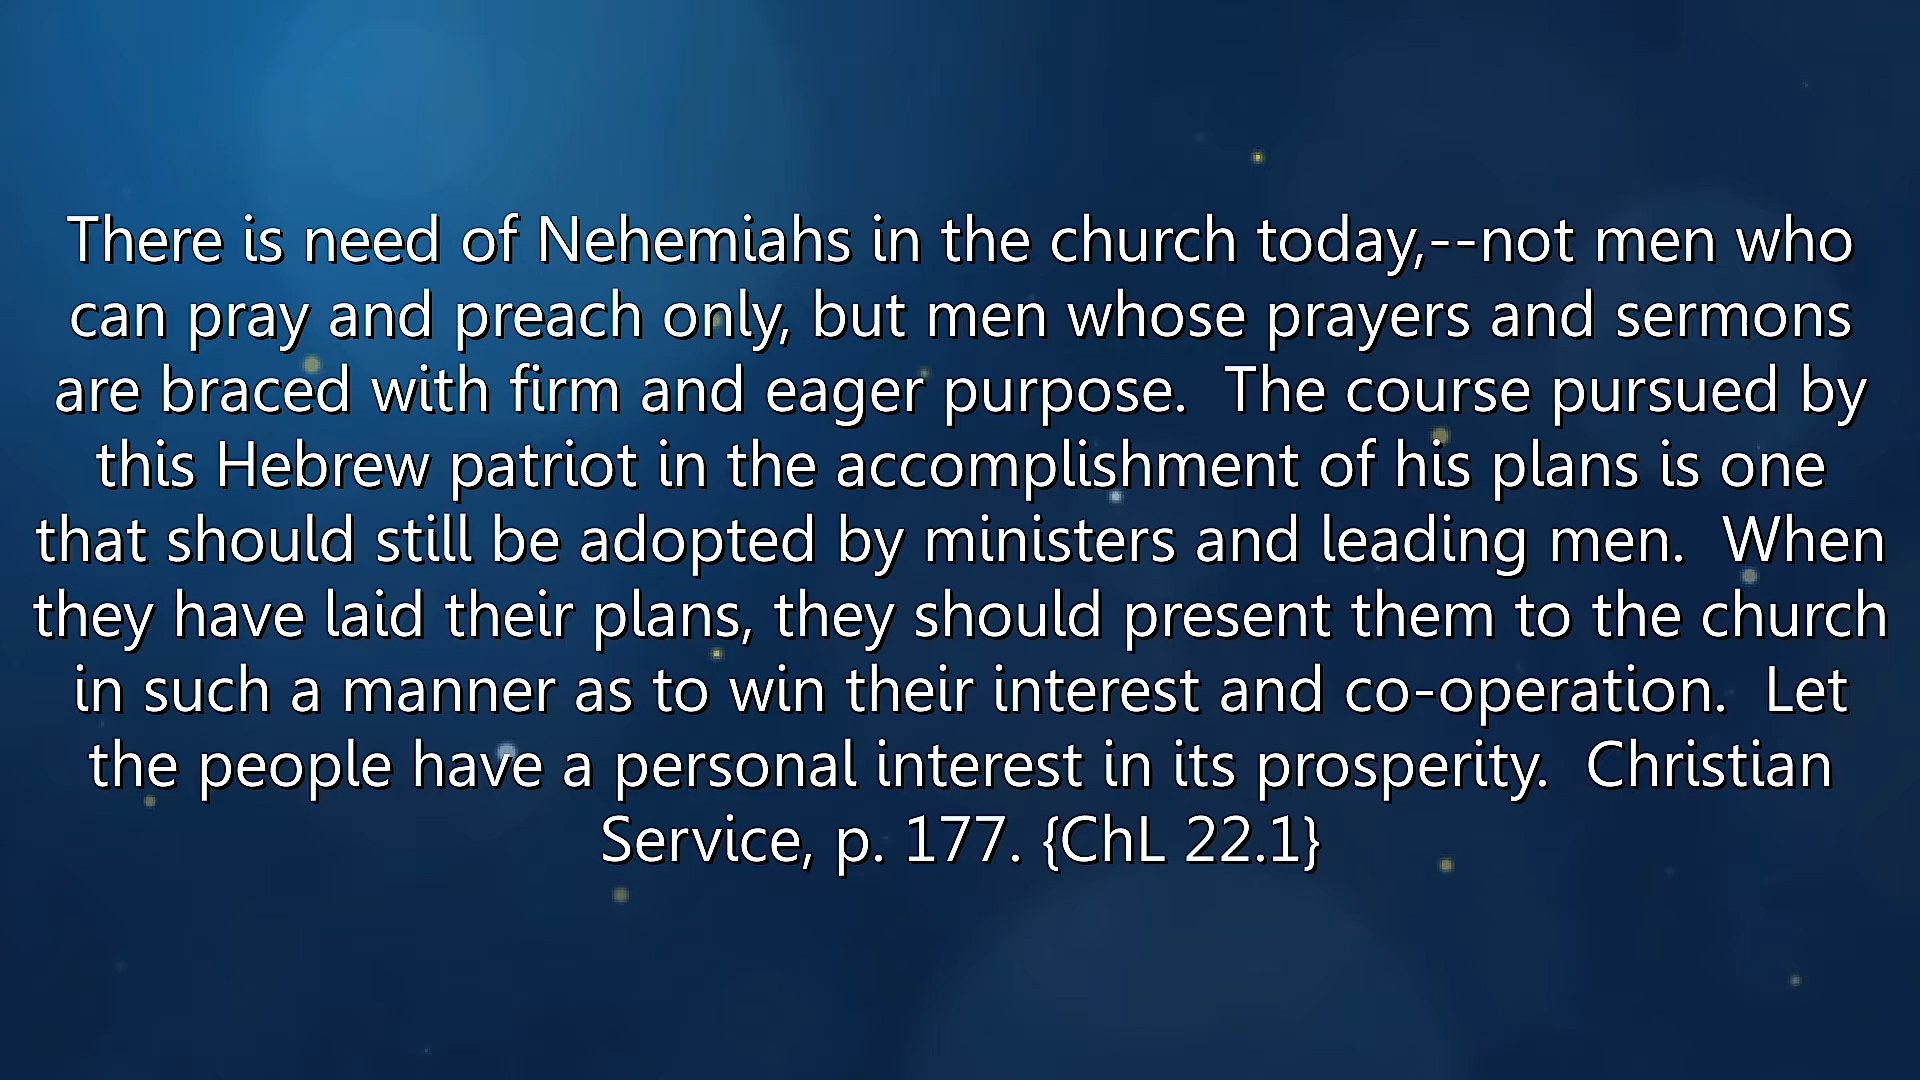 There is need of Nehemiahs in the church today,--not men who
can pray and preach only, but men whose prayers and sermons
are braced with firm and eager purpose.  The course pursued by
this Hebrew patriot in the accomplishment of his plans is one
that should still be adopted by ministers and leading men.  When
they have laid their plans, they should present them to the church
in such a manner as to win their interest and co-operation.  Let
the people have a personal interest in its prosperity.  Christian
Service, p. 177. {ChL 22.1}